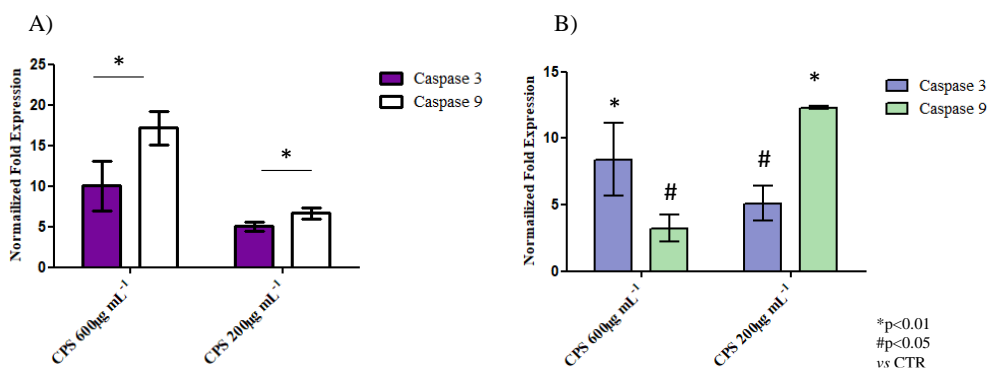 A)
Normailized Fold Expression
25
20
15
10
5
0
*
*
Caspase 3
Caspase 9
CPS 600µg mL⁻¹
CPS 200µg mL⁻¹
B)
Normalized Fold Expression
15
10
5
0
*
#
#
*
Caspase 3
Caspase 9
CPS 600µg mL⁻¹
CPS 200µg mL⁻¹
*p<0.01
#p<0.05
vs CTR